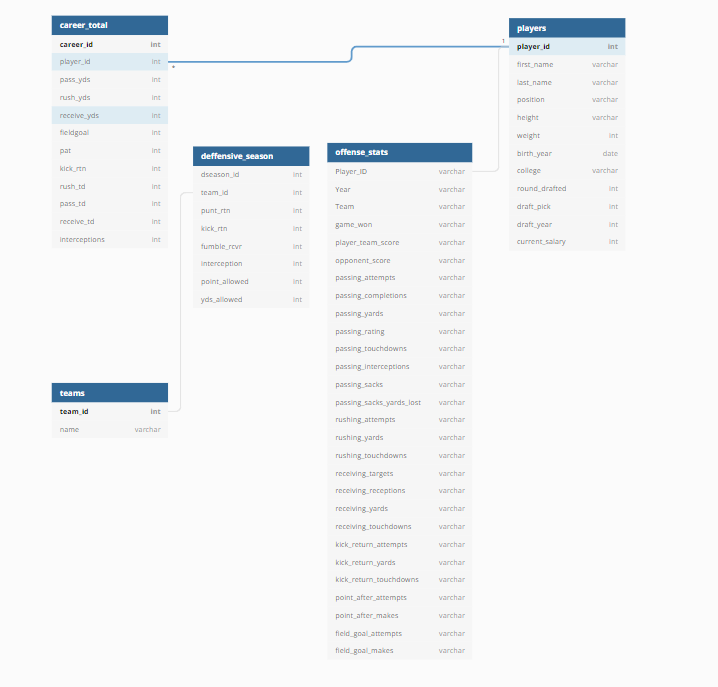 career_total
career_id int
player_id int
pass_yds int
rush_yds int
receive_yds int
fieldgoal int
pat int
kick_rtn int
rush_td int
pass_td int
receive_td int
interceptions int
*
1
players
player_id int
first_name varchar
last_name varchar
position varchar
height varchar
weight int
birth_year date
college varchar
round_drafted int
draft_pick int
draft_year int
current_salary int
deffensive_season
dseason_id int
team_id int
punt_rtn int
kick_rtn int
fumble_rcvr int
interception int
point_allowed int
yds_allowed int
offense_stats
Player_ID varchar
Year varchar
Team varchar
game_won varchar
player_team_score varchar
opponent_score varchar
passing_attempts varchar
passing_completions varchar
passing_yards varchar
passing_rating varchar
passing_touchdowns varchar
passing_interceptions varchar
passing_sacks varchar
passing_sacks_yards_lost varchar
rushing_attempts varchar
rushing_yards varchar
rushing_touchdowns varchar
receiving_targets varchar
receiving_receptions varchar
receiving_yards varchar
receiving_touchdowns varchar
kick_return_attempts varchar
kick_return_yards varchar
kick_return_touchdowns varchar
point_after_attempts varchar
point_after_makes varchar
field_goal_attempts varchar
field_goal_makes varchar
teams
team_id int
name varchar